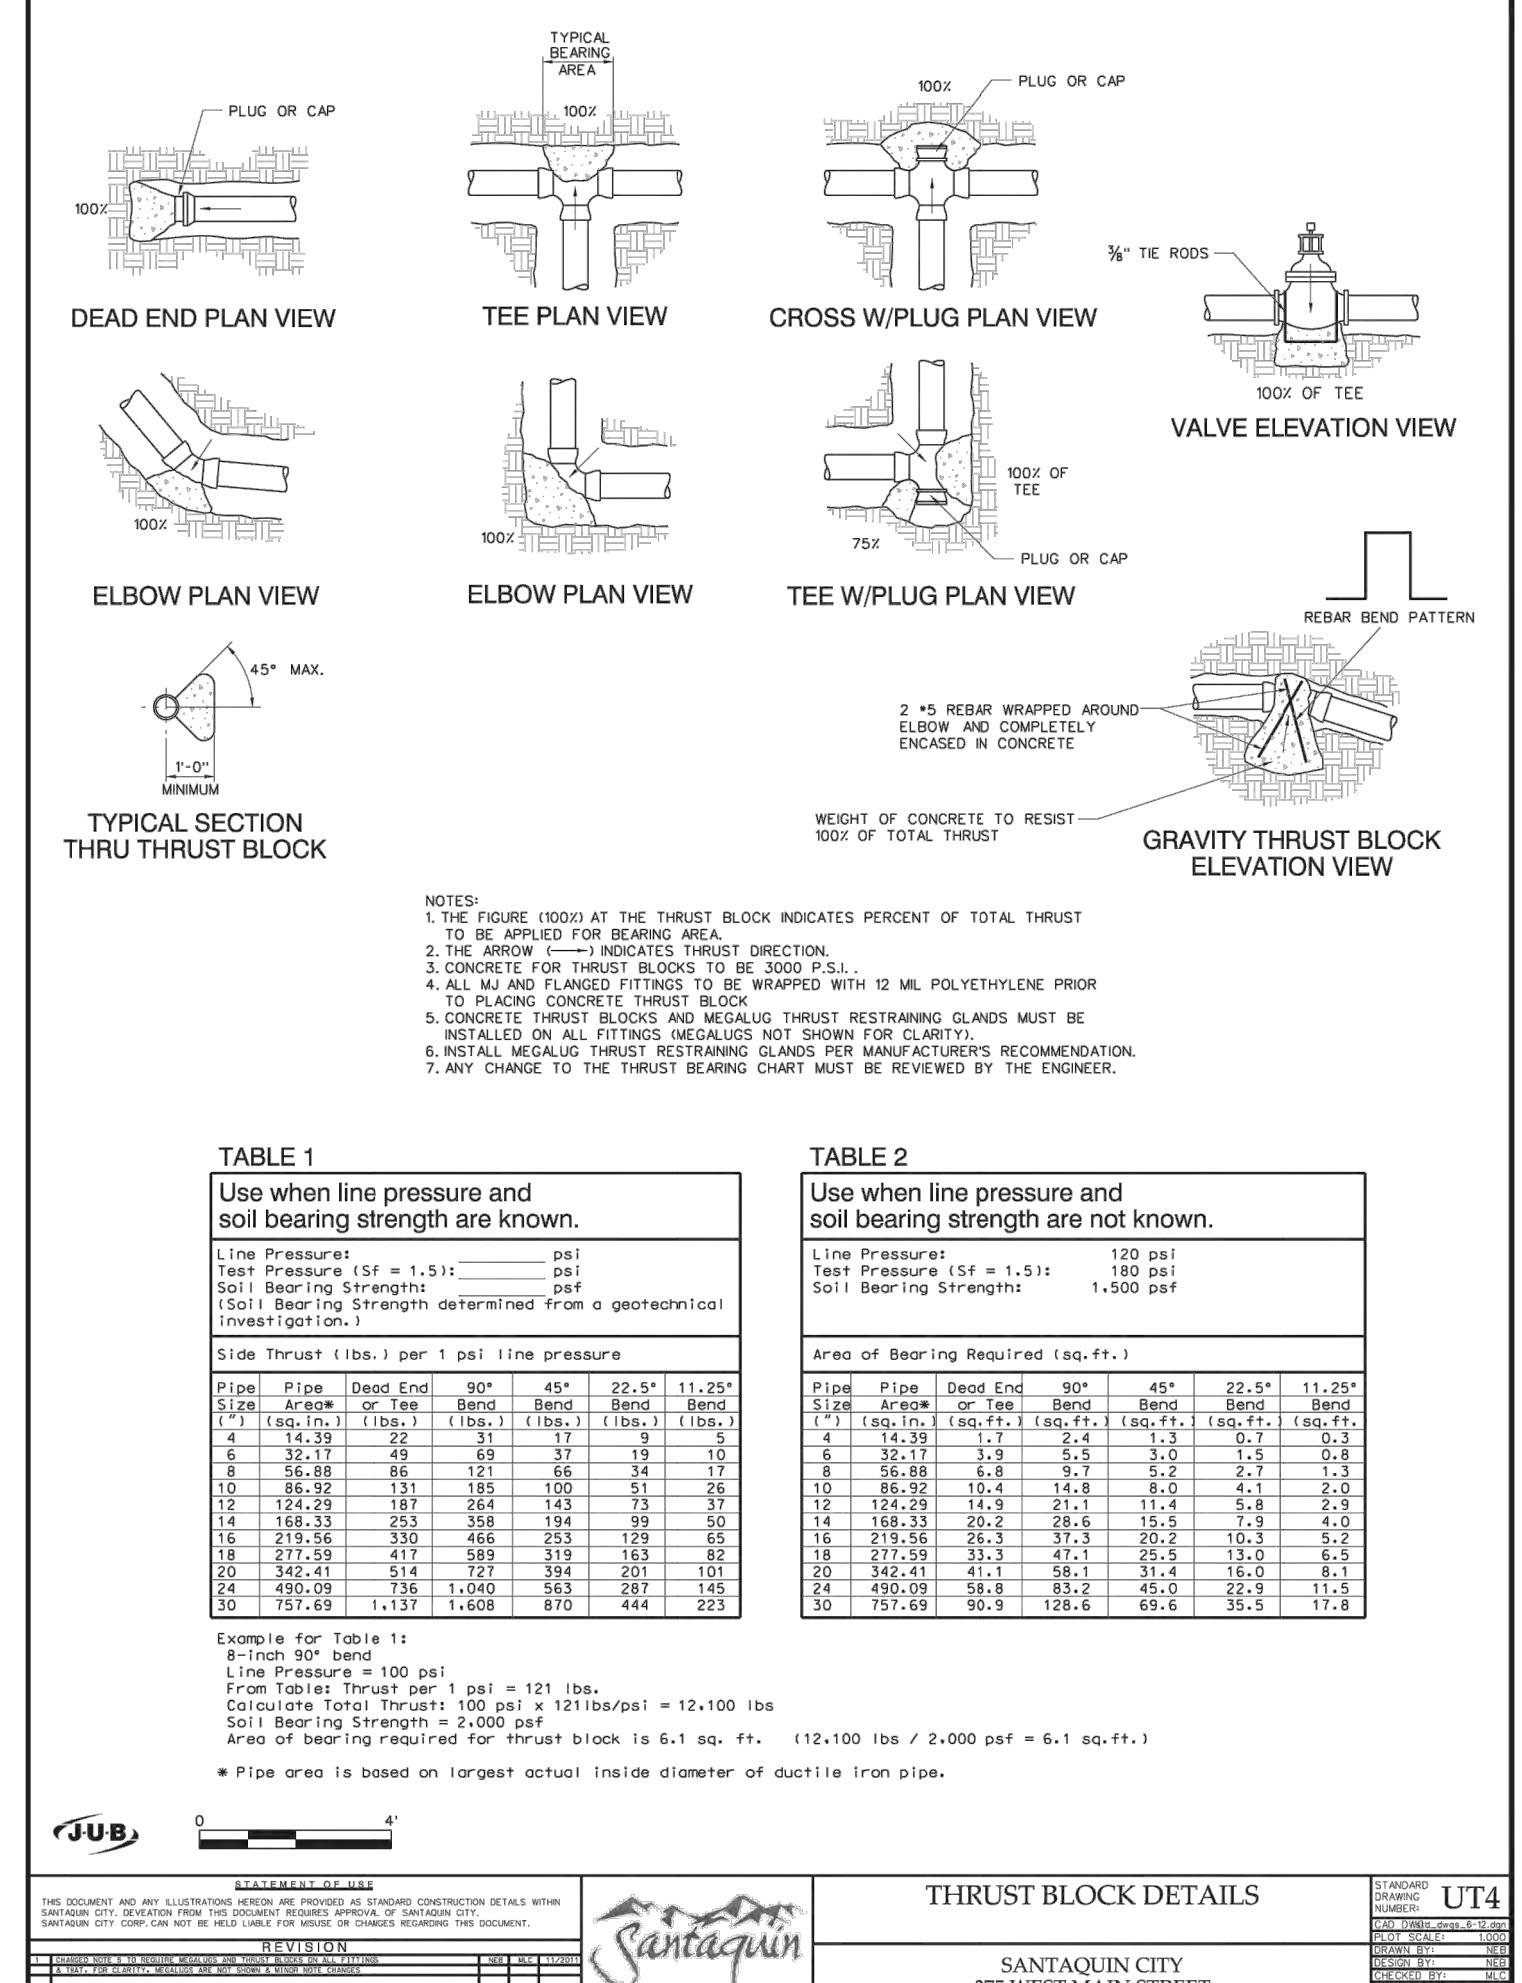 TYPICAL
BEARING
AREA
100%
PLUG OR CAP
100%
DEAD END PLAN VIEW
TEE PLAN VIEW
100%
PLUG OR CAP
CROSS W/PLUG PLAN VIEW
⅜" TIE RODS
100% OF TEE
VALVE ELEVATION VIEW
100%
ELBOW PLAN VIEW
100%
ELBOW PLAN VIEW
100% OF
TEE
75%
PLUG OR CAP
TEE W/PLUG PLAN VIEW
REBAR BEND PATTERN
45° MAX.
1'-0"
MINIMUM
TYPICAL SECTION
THRU THRUST BLOCK
2 *5 REBAR WRAPPED AROUND
ELBOW AND COMPLETELY
ENCASED IN CONCRETE
WEIGHT OF CONCRETE TO RESIST
100% OF TOTAL THRUST
GRAVITY THRUST BLOCK
ELEVATION VIEW
NOTES:
1. THE FIGURE (100%) AT THE THRUST BLOCK INDICATES PERCENT OF TOTAL THRUST
TO BE APPLIED FOR BEARING AREA.
2. THE ARROW (⟶) INDICATES THRUST DIRECTION.
3. CONCRETE FOR THRUST BLOCKS TO BE 3000 P.S.I. .
4. ALL MJ AND FLANGED FITTINGS TO BE WRAPPED WITH 12 MIL POLYETHYLENE PRIOR
TO PLACING CONCRETE THRUST BLOCK
5. CONCRETE THRUST BLOCKS AND MEGALUG THRUST RESTRAINING GLANDS MUST BE
INSTALLED ON ALL FITTINGS (MEGALUGS NOT SHOWN FOR CLARITY).
6. INSTALL MEGALUG THRUST RESTRAINING GLANDS PER MANUFACTURER'S RECOMMENDATION.
7. ANY CHANGE TO THE THRUST BEARING CHART MUST BE REVIEWED BY THE ENGINEER.
TABLE 1
Use when line pressure and
soil bearing strength are known.
Line Pressure: ________ psi
Test Pressure (Sf = 1.5): ________ psi
Soil Bearing Strength: ________ psf
(Soil Bearing Strength determined from a geotechnical
investigation.)
Side Thrust (lbs.) per 1 psi line pressure
Pipe Pipe Dead End 90° 45° 22.5° 11.25°
Size Area* or Tee Bend Bend Bend Bend
(") (sq.in.) (lbs.) (lbs.) (lbs.) (lbs.) (lbs.)
4 14.39 22 31 17 9 5
6 32.17 49 69 37 19 10
8 56.88 86 121 66 34 17
10 86.92 131 185 100 51 26
12 124.29 187 264 143 73 37
14 168.33 253 358 194 99 50
16 219.56 330 466 253 129 65
18 277.59 417 589 319 163 82
20 342.41 514 727 394 201 101
24 490.09 736 1,040 563 287 145
30 757.69 1,137 1,608 870 444 223
TABLE 2
Use when line pressure and
soil bearing strength are not known.
Line Pressure: 120 psi
Test Pressure (Sf = 1.5): 180 psi
Soil Bearing Strength: 1,500 psf
Area of Bearing Required (sq.ft.)
Pipe Pipe Dead End 90° 45° 22.5° 11.25°
Size Area* or Tee Bend Bend Bend Bend
(") (sq.in.) (sq.ft.) (sq.ft.) (sq.ft.) (sq.ft.) (sq.ft.
4 14.39 1.7 2.4 1.3 0.7 0.3
6 32.17 3.9 5.5 3.0 1.5 0.8
8 56.88 6.8 9.7 5.2 2.7 1.3
10 86.92 10.4 14.8 8.0 4.1 2.0
12 124.29 14.9 21.1 11.4 5.8 2.9
14 168.33 20.2 28.6 15.5 7.9 4.0
16 219.56 26.3 37.3 20.2 10.3 5.2
18 277.59 33.3 47.1 25.5 13.0 6.5
20 342.41 41.1 58.1 31.4 16.0 8.1
24 490.09 58.8 83.2 45.0 22.9 11.5
30 757.69 90.9 128.6 69.6 35.5 17.8
Example for Table 1:
8-inch 90° bend
Line Pressure = 100 psi
From Table: Thrust per 1 psi = 121 lbs.
Calculate Total Thrust: 100 psi x 121lbs/psi = 12,100 lbs
Soil Bearing Strength = 2,000 psf
Area of bearing required for thrust block is 6.1 sq. ft. (12,100 lbs / 2,000 psf = 6.1 sq.ft.)
* Pipe area is based on largest actual inside diameter of ductile iron pipe.
J·U·B
0 4'
STATEMENT OF USE
THIS DOCUMENT AND ANY ILLUSTRATIONS HEREON ARE PROVIDED AS STANDARD CONSTRUCTION DETAILS WITHIN
SANTAQUIN CITY. DEVEATION FROM THIS DOCUMENT REQUIRES APPROVAL OF SANTAQUIN CITY.
SANTAQUIN CITY CORP. CAN NOT BE HELD LIABLE FOR MISUSE OR CHANGES REGARDING THIS DOCUMENT.
REVISION
1 CHANGED NOTE 5 TO REQUIRE MEGALUGS AND THRUST BLOCKS ON ALL FITTINGS NEB MLC 11/2011
& THAT, FOR CLARITY, MEGALUGS ARE NOT SHOWN & MINOR NOTE CHANGES
Santaquin
THRUST BLOCK DETAILS
SANTAQUIN CITY
275 WEST MAIN STREET
STANDARD
DRAWING
NUMBER: UT4
CAD DWG: d_dwgs_6-12.dgn
PLOT SCALE: 1.000
DRAWN BY: NEB
DESIGN BY: NEB
CHECKED BY: MLC